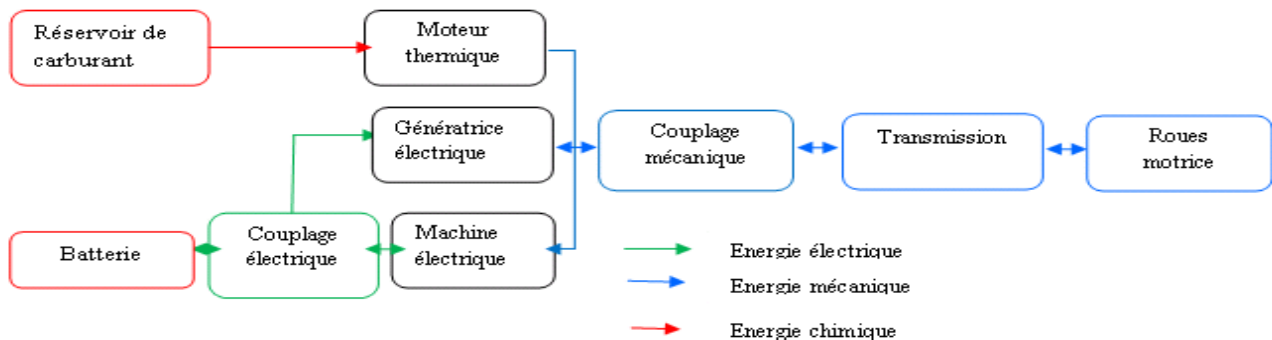 Réservoir de
carburant
Moteur
thermique
Génératrice
électrique
Couplage
mécanique
Transmission
Roues
motrice
Batterie
Couplage
électrique
Machine
électrique
Energie électrique
Energie mécanique
Energie chimique